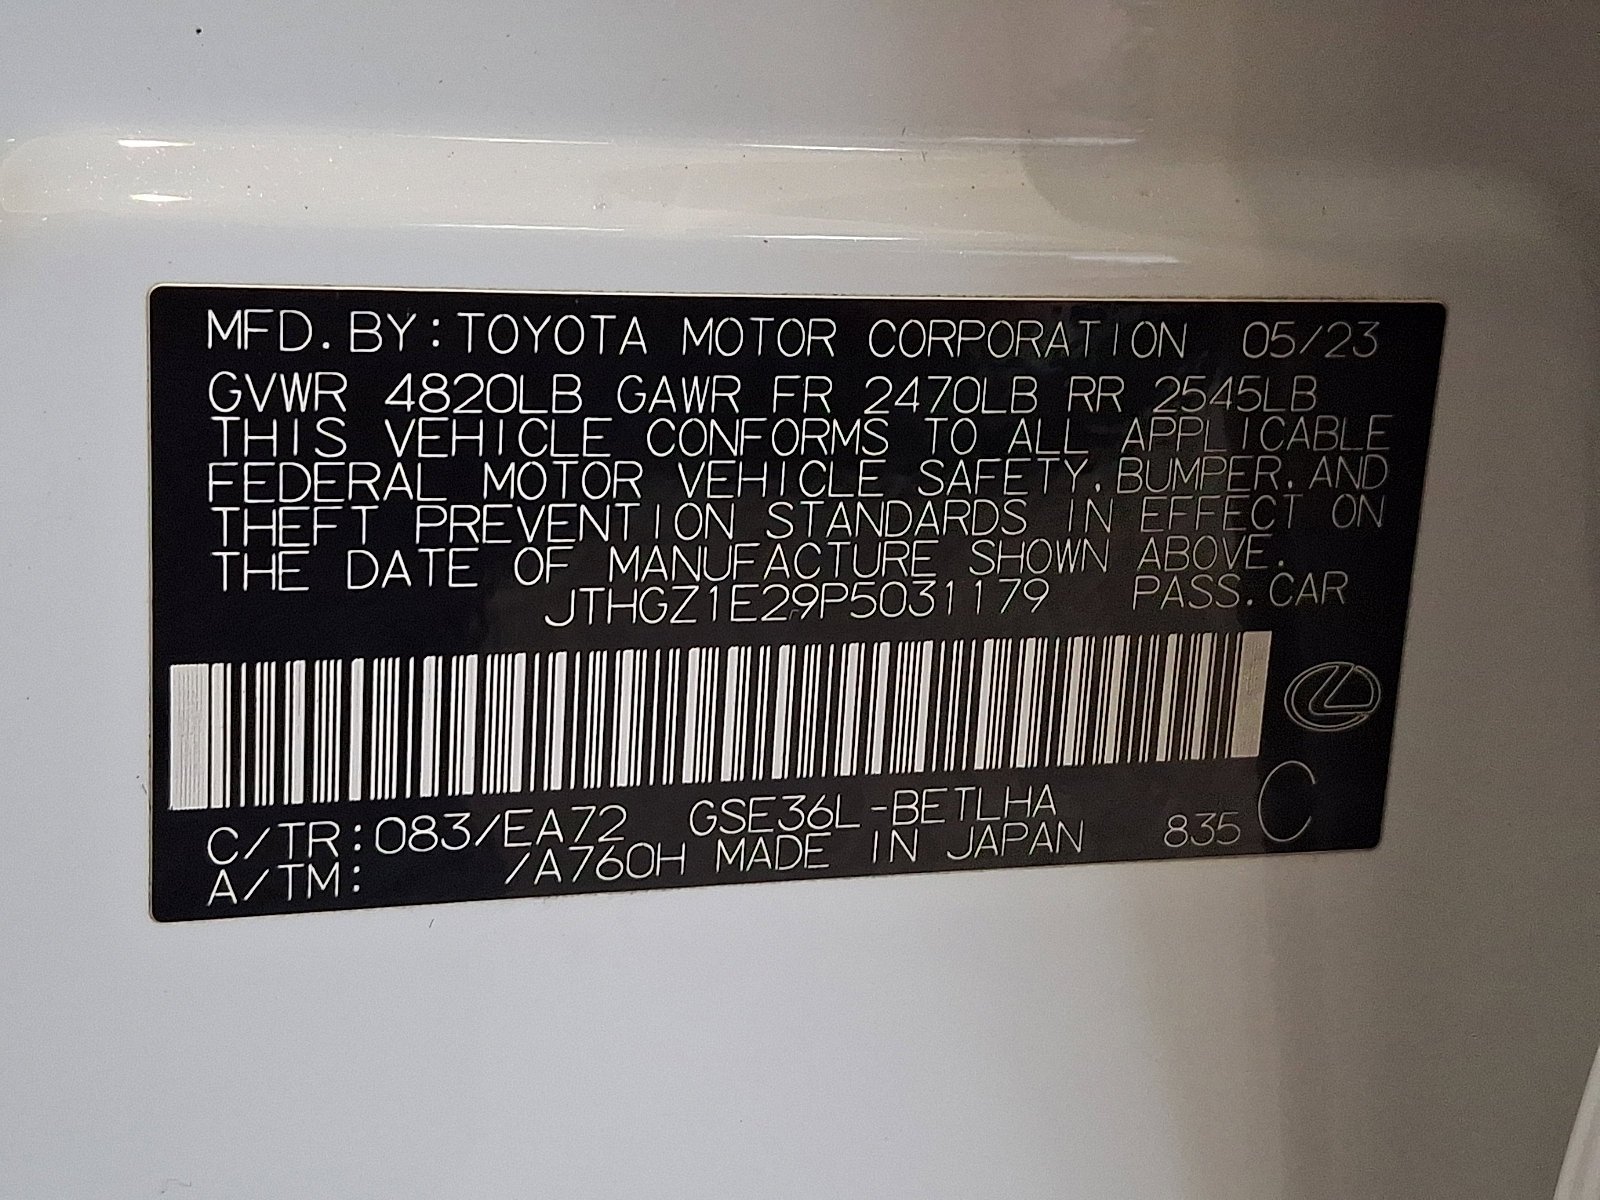 MFD. BY: TOYOTA MOTOR CORPORATION 05/23
GVWR 4820LB GAWR FR 2470LB RR 2545LB
THIS VEHICLE CONFORMS TO ALL APPLICABLE
FEDERAL MOTOR VEHICLE SAFETY, BUMPER, AND
THEFT PREVENTION STANDARDS IN EFFECT ON
THE DATE OF MANUFACTURE SHOWN ABOVE.
JTHGZ1E29P5031179 PASS. CAR
C/TR: 083/EA72 GSE36L-BETLHA
A/TM: /A760H MADE IN JAPAN 835 C